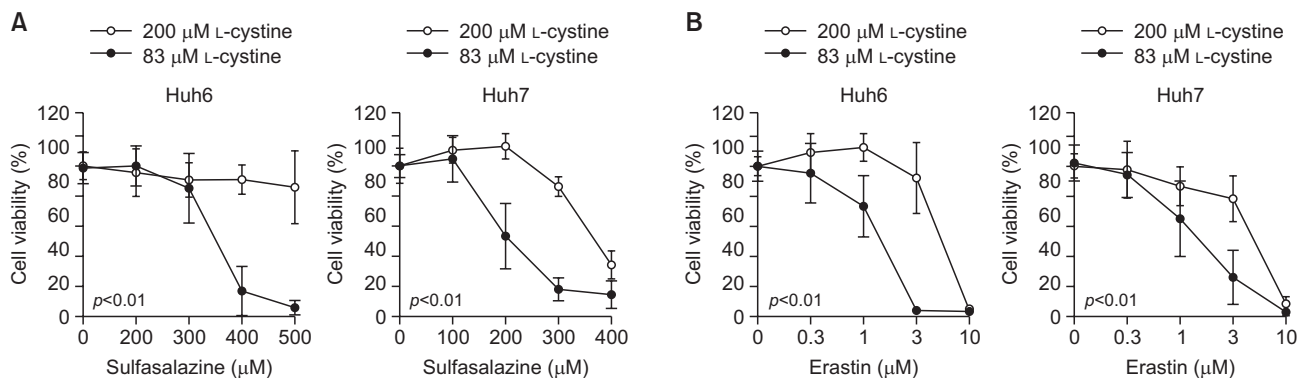 A
200 μM L-cystine
83 μM L-cystine
Huh6
Cell viability (%)
120
100
80
60
40
20
0
p<0.01
0 200 300 400 500
Sulfasalazine (μM)
200 μM L-cystine
83 μM L-cystine
Huh7
Cell viability (%)
120
100
80
60
40
20
0
p<0.01
0 100 200 300 400
Sulfasalazine (μM)
B
200 μM L-cystine
83 μM L-cystine
Huh6
Cell viability (%)
120
100
80
60
40
20
0
p<0.01
0 0.3 1 3 10
Erastin (μM)
200 μM L-cystine
83 μM L-cystine
Huh7
Cell viability (%)
120
100
80
60
40
20
0
p<0.01
0 0.3 1 3 10
Erastin (μM)